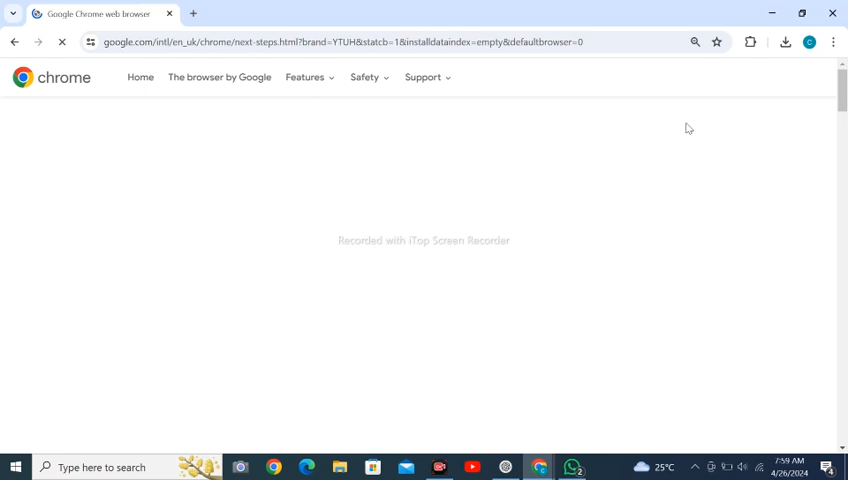 Google Chrome web browser
google.com/intl/en_uk/chrome/next-steps.html?brand=YTUH&statcb=1&installdataindex=empty&defaultbrowser=0
C
chrome Home The browser by Google Features Safety Support
Recorded with iTop Screen Recorder
Type here to search
2
25°C
7:59 AM
4/26/2024
4